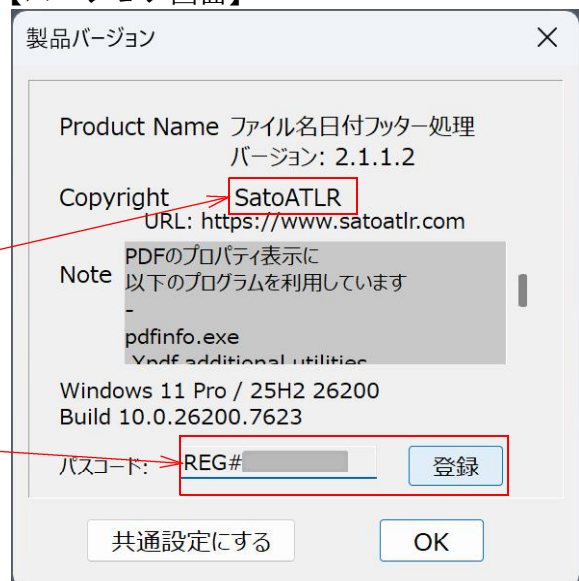 製品バージョン
Product Name ファイル名日付フッター処理
バージョン: 2.1.1.2
Copyright SatoATLR
URL: https://www.satoatlr.com
Note PDFのプロパティ表示に
以下のプログラムを利用しています
-
pdfinfo.exe
Xpdf additional utilities
Windows 11 Pro / 25H2 26200
Build 10.0.26200.7623
パスコード: REG# 登録
共通設定にする OK